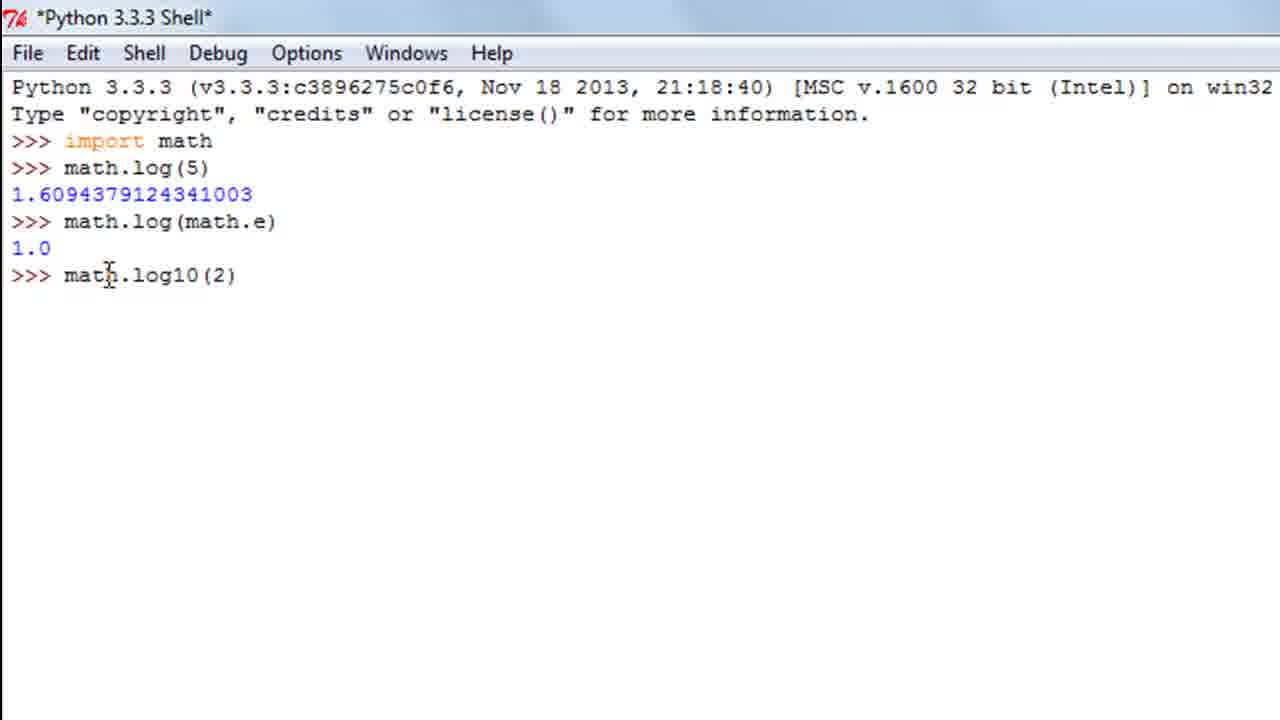 *Python 3.3.3 Shell*
File Edit Shell Debug Options Windows Help
Python 3.3.3 (v3.3.3:c3896275c0f6, Nov 18 2013, 21:18:40) [MSC v.1600 32 bit (Intel)] on win32
Type "copyright", "credits" or "license()" for more information.
>>> import math
>>> math.log(5)
1.6094379124341003
>>> math.log(math.e)
1.0
>>> math.log10(2)